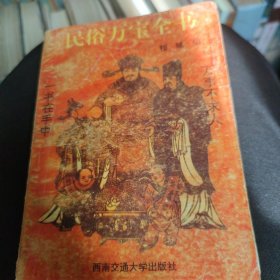 民俗万宝全书
一书在手中
万事不求人
西南交通大学出版社